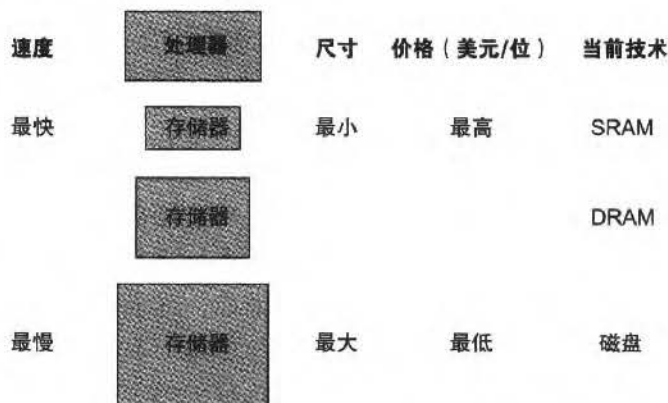 速度 处理器 尺寸 价格（美元/位） 当前技术
最快 存储器 最小 最高 SRAM
存储器 DRAM
最慢 存储器 最大 最低 磁盘